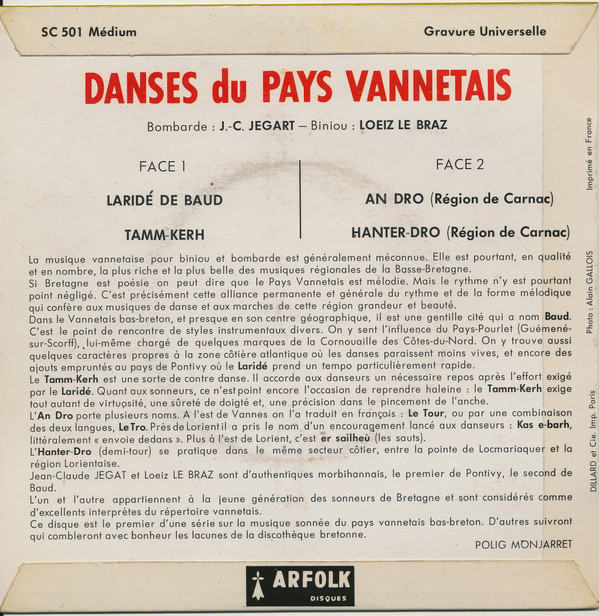 SC 501 Médium Gravure Universelle
DANSES du PAYS VANNETAIS
Bombarde : J.-C. JEGART — Biniou : LOEIZ LE BRAZ
FACE 1
LARIDÉ DE BAUD
TAMM-KERH
FACE 2
AN DRO (Région de Carnac)
HANTER-DRO (Région de Carnac)
La musique vannetaise pour biniou et bombarde est généralement méconnue. Elle est pourtant, en qualité
et en nombre, la plus riche et la plus belle des musiques régionales de la Basse-Bretagne.
Si Bretagne est poésie on peut dire que le Pays Vannetais est mélodie. Mais le rythme n'y est pourtant
point négligé. C'est précisément cette alliance permanente et générale du rythme et de la forme mélodique
qui confère aux musiques de danse et aux marches de cette région grandeur et beauté.
Dans le Vannetais bas-breton, et presque en son centre géographique, il est une gentille cité qui a nom Baud.
C'est le point de rencontre de styles instrumentaux divers. On y sent l'influence du Pays-Pourlet (Guémené-
sur-Scorff), lui-même chargé de quelques marques de la Cornouaille des Côtes-du-Nord. On y trouve aussi
quelques caractères propres à la zone côtière atlantique où les danses paraissent moins vives, et encore des
ajouts empruntés au pays de Pontivy où le Laridé prend un tempo particulièrement rapide.
Le Tamm-Kerh est une sorte de contre danse. Il accorde aux danseurs un nécessaire repos après l'effort exigé
par le Laridé. Quant aux sonneurs, ce n'est point encore l'occasion de reprendre haleine : le Tamm-Kerh exige
tout autant de virtuosité, une sûreté de doigté et, une précision dans le pincement de l'anche.
L'An Dro porte plusieurs noms. A l'est de Vannes on l'a traduit en français : Le Tour, ou par une combinaison
des deux langues, Le Tro. Près de Lorient il a pris le nom d'un encouragement lancé aux danseurs : Kas e-barh,
littéralement « envoie dedans ». Plus à l'est de Lorient, c'est er sailheù (les sauts).
L'Hanter-Dro (demi-tour) se pratique dans le même secteur côtier, entre la pointe de Locmariaquer et la
région Lorientaise.
Jean-Claude JEGAT et Loeiz LE BRAZ sont d'authentiques morbihannais, le premier de Pontivy, le second de
Baud.
L'un et l'autre appartiennent à la jeune génération des sonneurs de Bretagne et sont considérés comme
d'excellents interprètes du répertoire vannetais.
Ce disque est le premier d'une série sur la musique sonnée du pays vannetais bas-breton. D'autres suivront
qui combleront avec bonheur les lacunes de la discothèque bretonne.
POLIG MONJARRET
ARFOLK
DISQUES
DILLARD et Cie. Imp. Paris Photo : Alain GALLOIS Imprimé en France